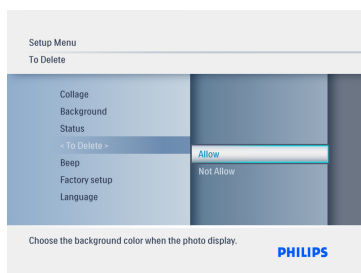 Setup Menu
To Delete
Collage
Background
Status
< To Delete >
Beep
Factory setup
Language
Allow
Not Allow
Choose the background color when the photo display.
PHILIPS